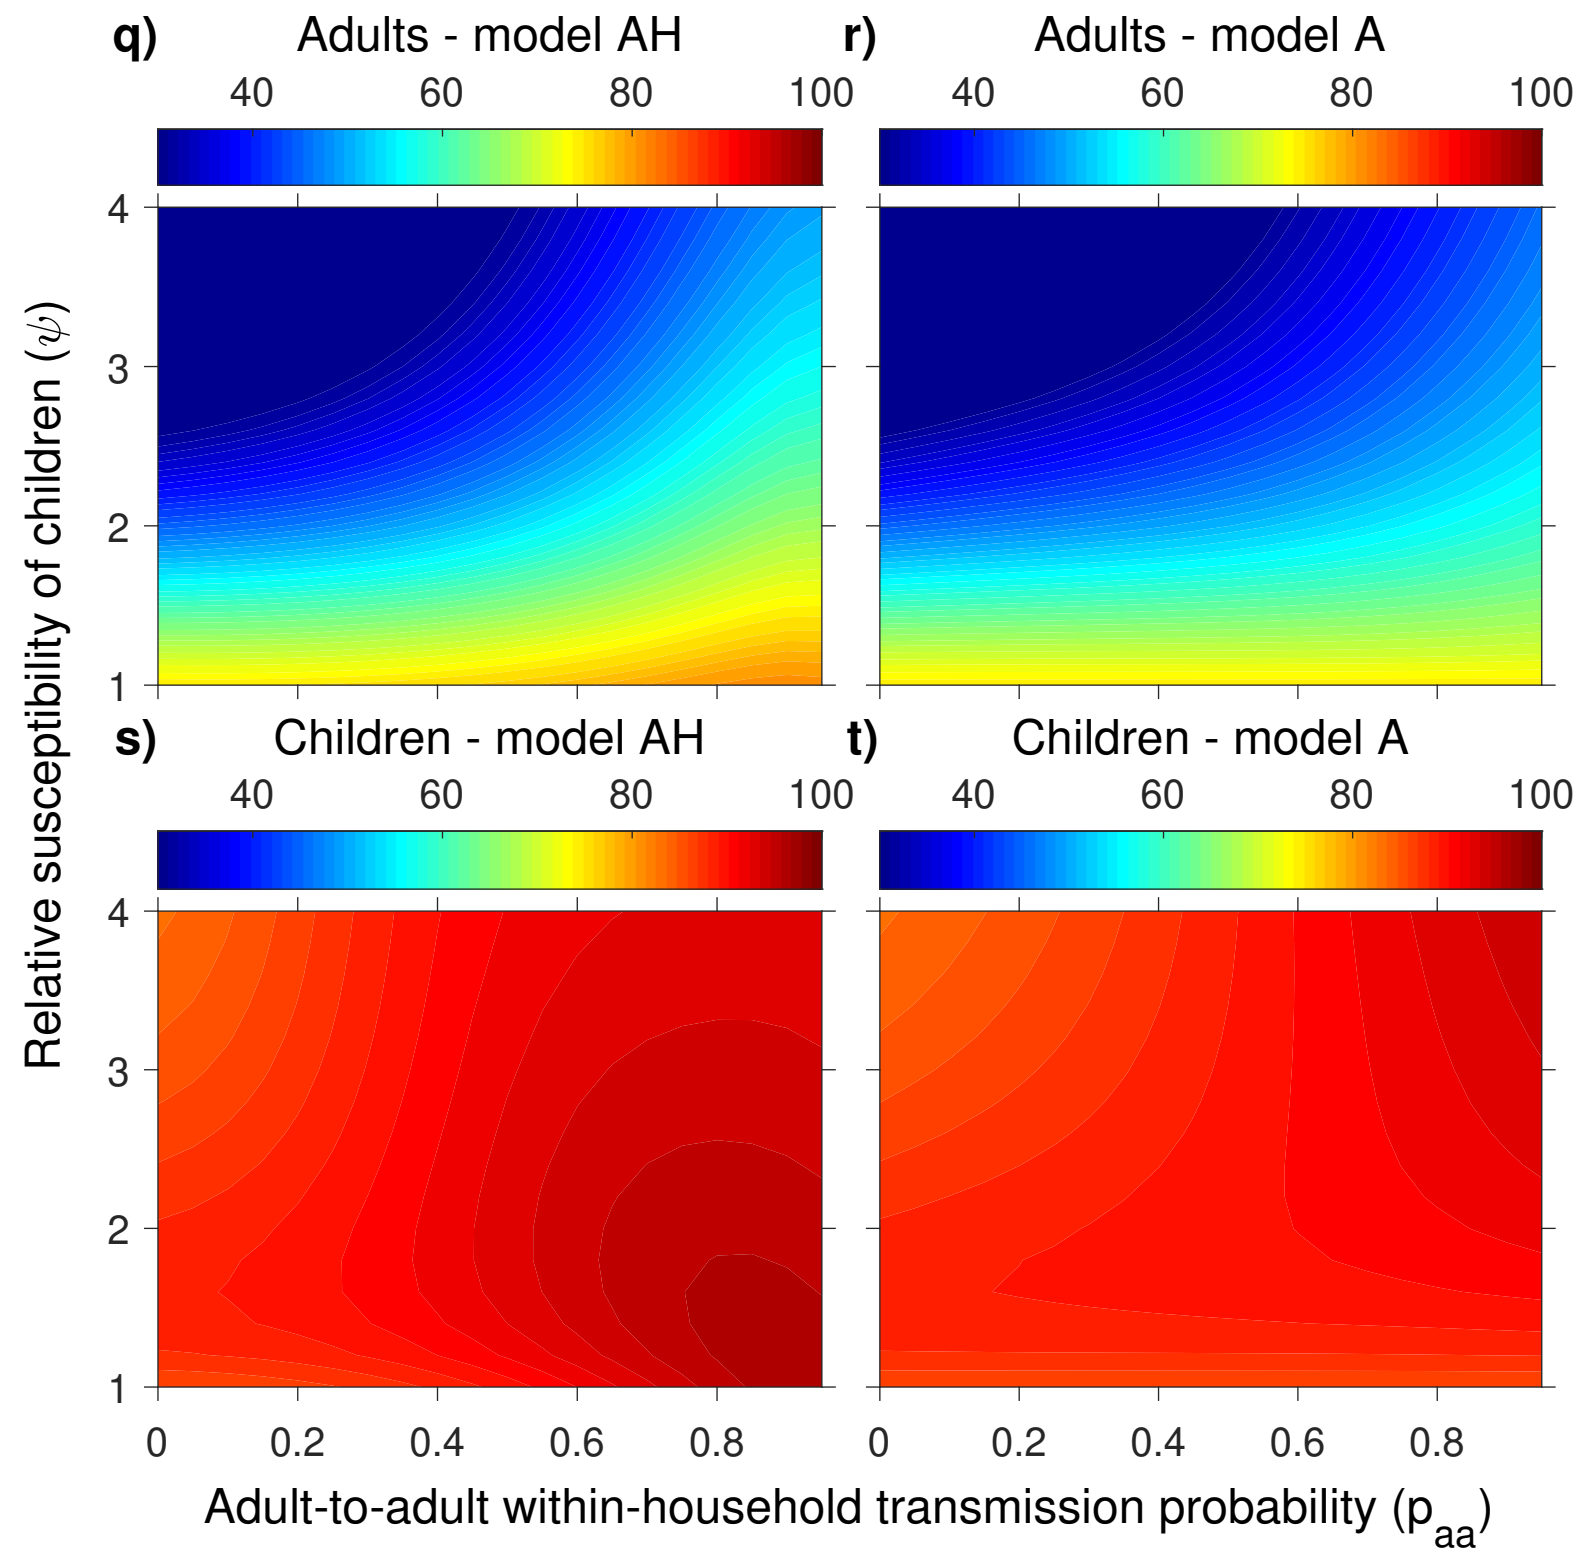 q) Adults - model AH
40 60 80 100
4
3
2
1
r) Adults - model A
40 60 80 100
s) Children - model AH
40 60 80 100
4
3
2
1
0 0.2 0.4 0.6 0.8
t) Children - model A
40 60 80 100
0 0.2 0.4 0.6 0.8
Relative susceptibility of children (ψ)
Adult-to-adult within-household transmission probability (p_aa)